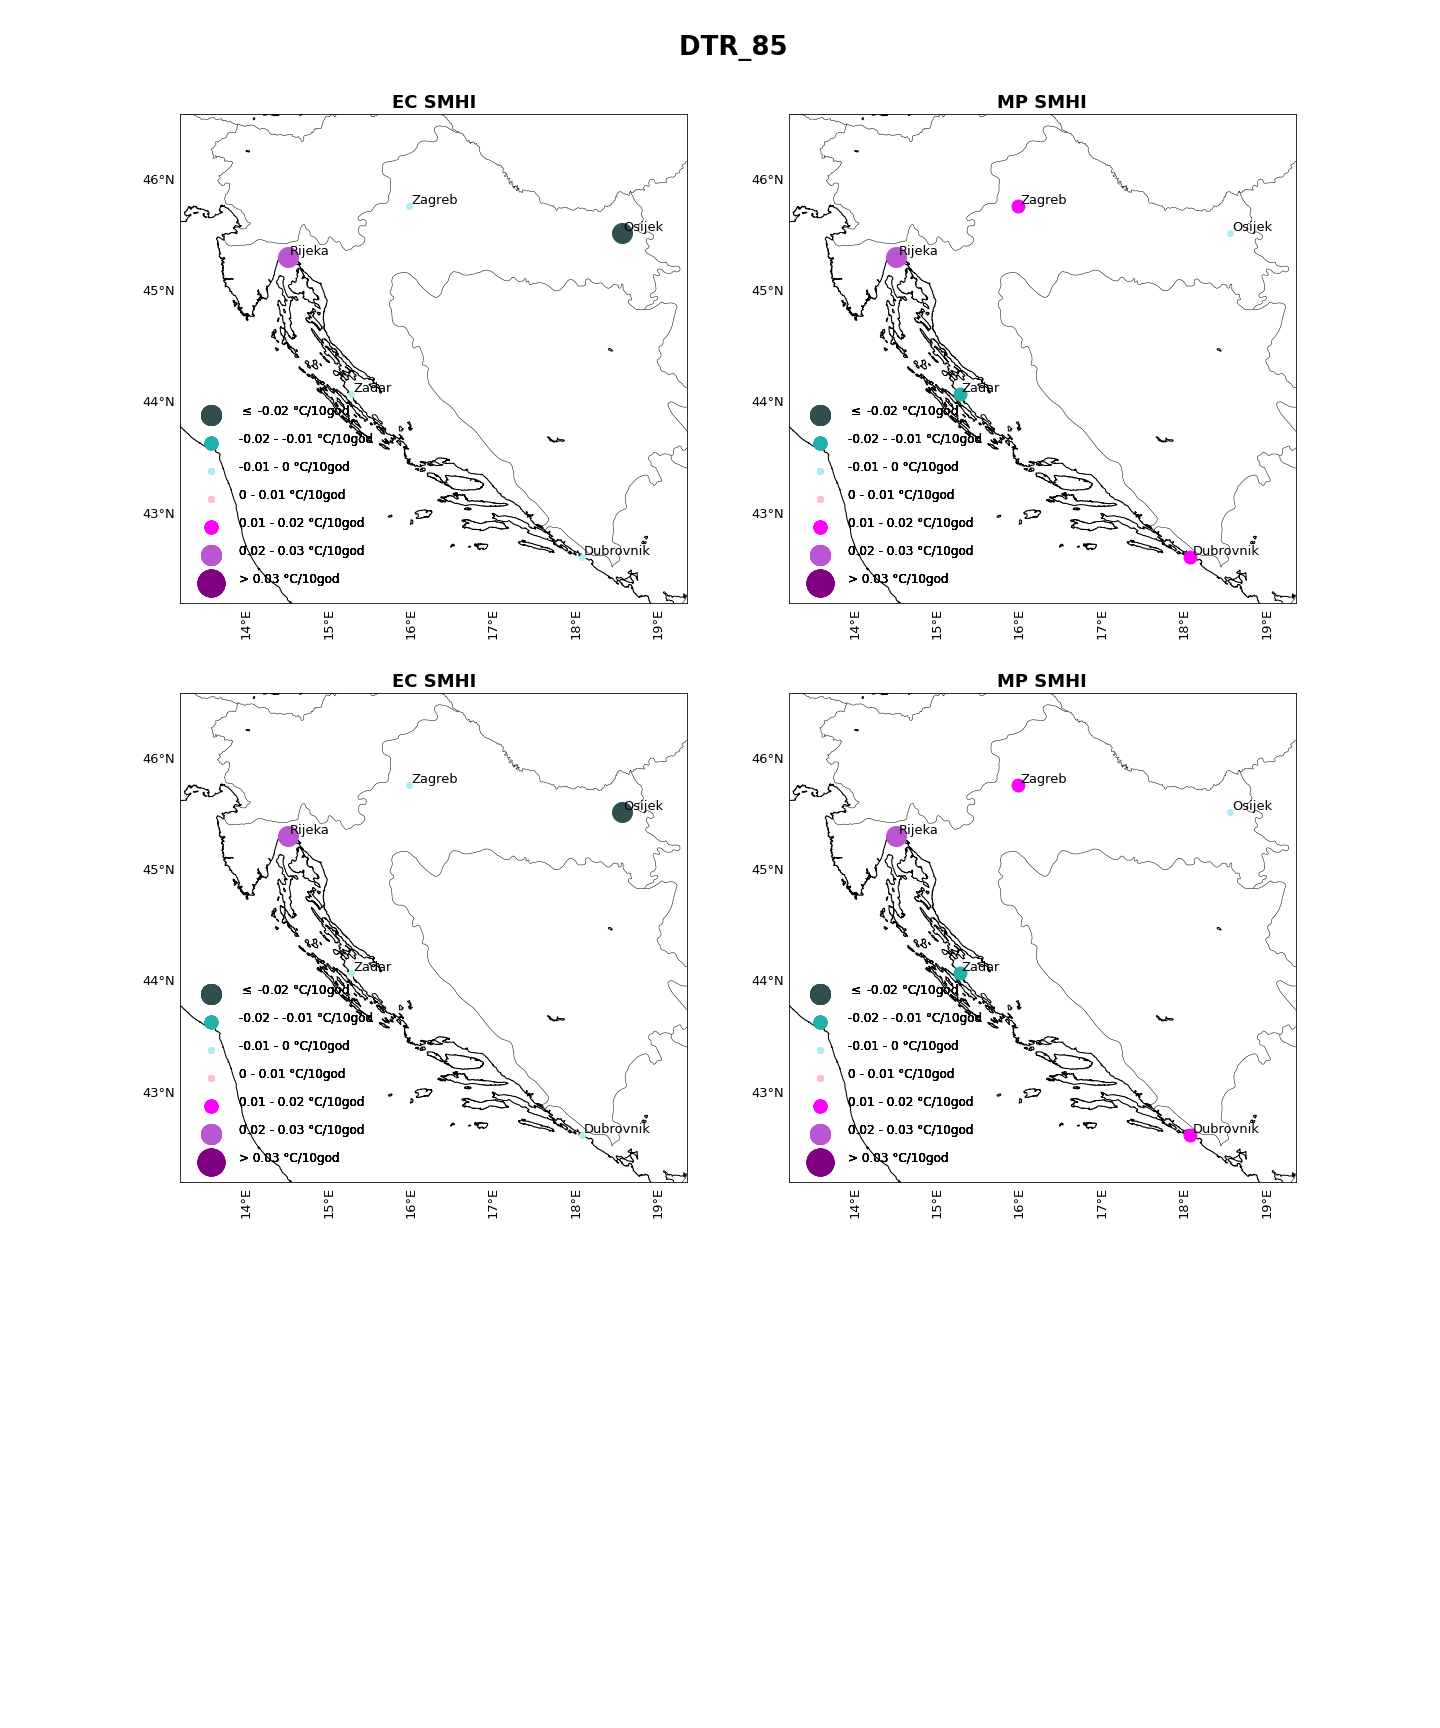 DTR_85
EC SMHI
46°N
45°N
44°N
43°N
Zagreb
Osijek
Rijeka
Zadar
Dubrovnik
≤ -0.02 °C/10god
-0.02 - -0.01 °C/10god
-0.01 - 0 °C/10god
0 - 0.01 °C/10god
0.01 - 0.02 °C/10god
0.02 - 0.03 °C/10god
> 0.03 °C/10god
14°E
15°E
16°E
17°E
18°E
19°E
MP SMHI
46°N
45°N
44°N
43°N
Zagreb
Osijek
Rijeka
Zadar
Dubrovnik
≤ -0.02 °C/10god
-0.02 - -0.01 °C/10god
-0.01 - 0 °C/10god
0 - 0.01 °C/10god
0.01 - 0.02 °C/10god
0.02 - 0.03 °C/10god
> 0.03 °C/10god
14°E
15°E
16°E
17°E
18°E
19°E
EC SMHI
46°N
45°N
44°N
43°N
Zagreb
Osijek
Rijeka
Zadar
Dubrovnik
≤ -0.02 °C/10god
-0.02 - -0.01 °C/10god
-0.01 - 0 °C/10god
0 - 0.01 °C/10god
0.01 - 0.02 °C/10god
0.02 - 0.03 °C/10god
> 0.03 °C/10god
14°E
15°E
16°E
17°E
18°E
19°E
MP SMHI
46°N
45°N
44°N
43°N
Zagreb
Osijek
Rijeka
Zadar
Dubrovnik
≤ -0.02 °C/10god
-0.02 - -0.01 °C/10god
-0.01 - 0 °C/10god
0 - 0.01 °C/10god
0.01 - 0.02 °C/10god
0.02 - 0.03 °C/10god
> 0.03 °C/10god
14°E
15°E
16°E
17°E
18°E
19°E